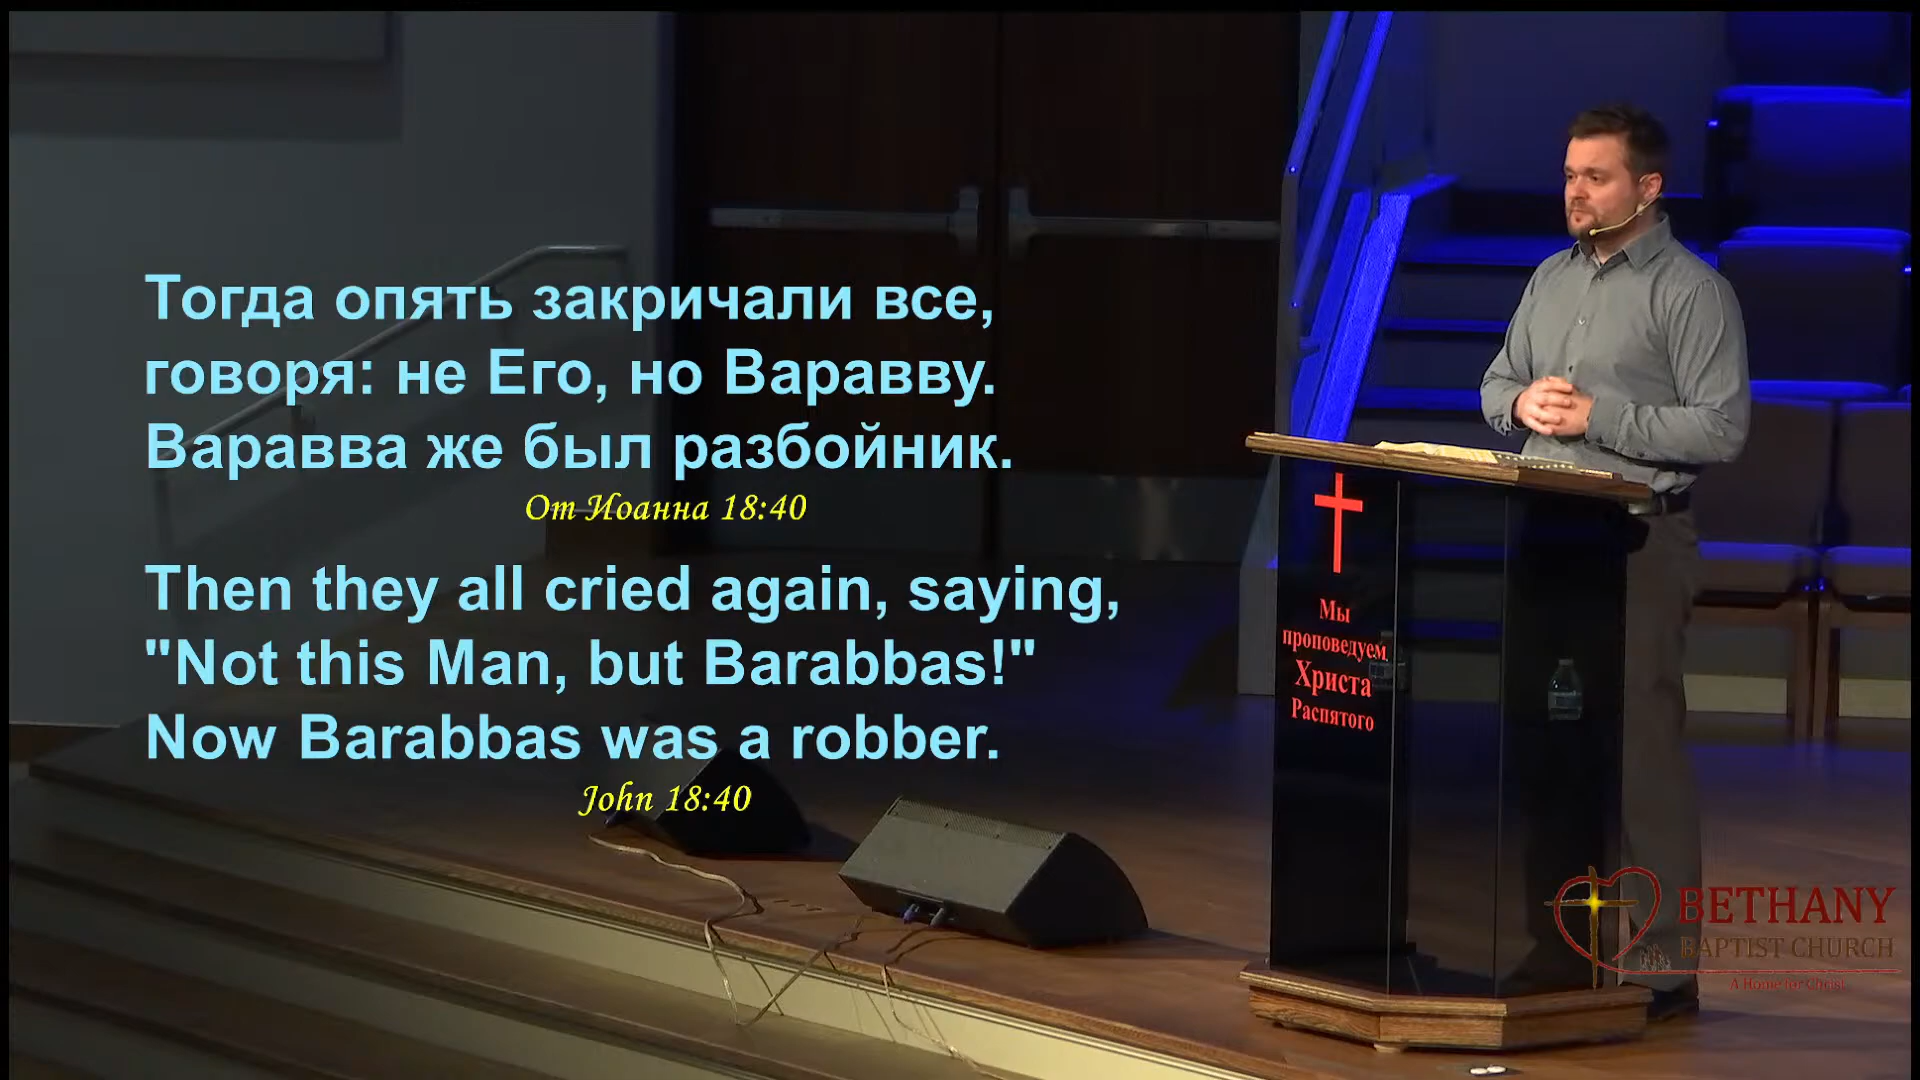 Тогда опять закричали все,
говоря: не Его, но Варавву.
Варавва же был разбойник.
От Иоанна 18:40
Then they all cried again, saying,
"Not this Man, but Barabbas!"
Now Barabbas was a robber.
John 18:40
Мы
проповедуем
Христа
Распятого
BETHANY
BAPTIST CHURCH
A Home for Christ